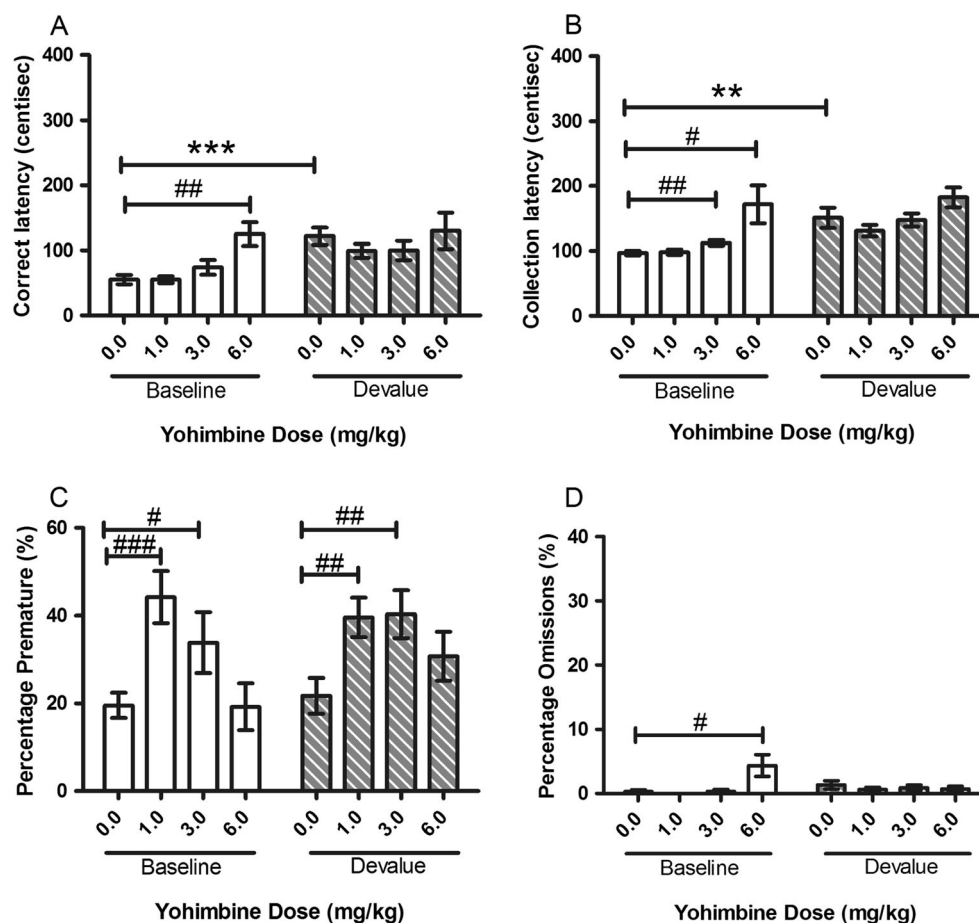 A
Correct latency (centisec)
400
300
200
100
0
***
##
0.0 1.0 3.0 6.0 0.0 1.0 3.0 6.0
Baseline Devalue
Yohimbine Dose (mg/kg)
B
Collection latency (centisec)
400
300
200
100
0
**
#
##
0.0 1.0 3.0 6.0 0.0 1.0 3.0 6.0
Baseline Devalue
Yohimbine Dose (mg/kg)
C
Percentage Premature (%)
60
40
20
0
#
###
##
##
0.0 1.0 3.0 6.0 0.0 1.0 3.0 6.0
Baseline Devalue
Yohimbine Dose (mg/kg)
D
Percentage Omissions (%)
40
30
20
10
0
#
0.0 1.0 3.0 6.0 0.0 1.0 3.0 6.0
Baseline Devalue
Yohimbine Dose (mg/kg)